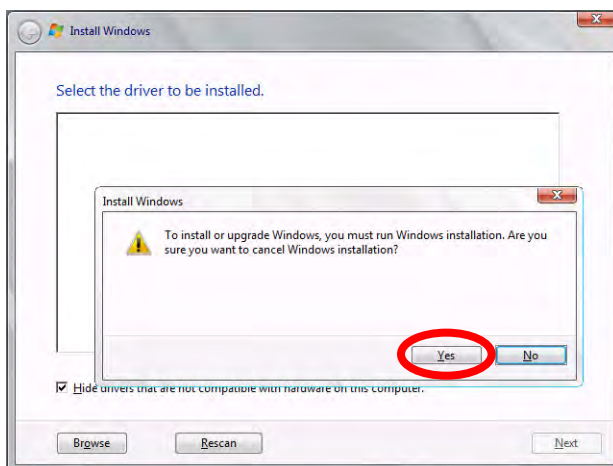 Install Windows
Select the driver to be installed.
Install Windows
To install or upgrade Windows, you must run Windows installation. Are you
sure you want to cancel Windows installation?
Yes No
Hide drivers that are not compatible with hardware on this computer.
Browse Rescan Next